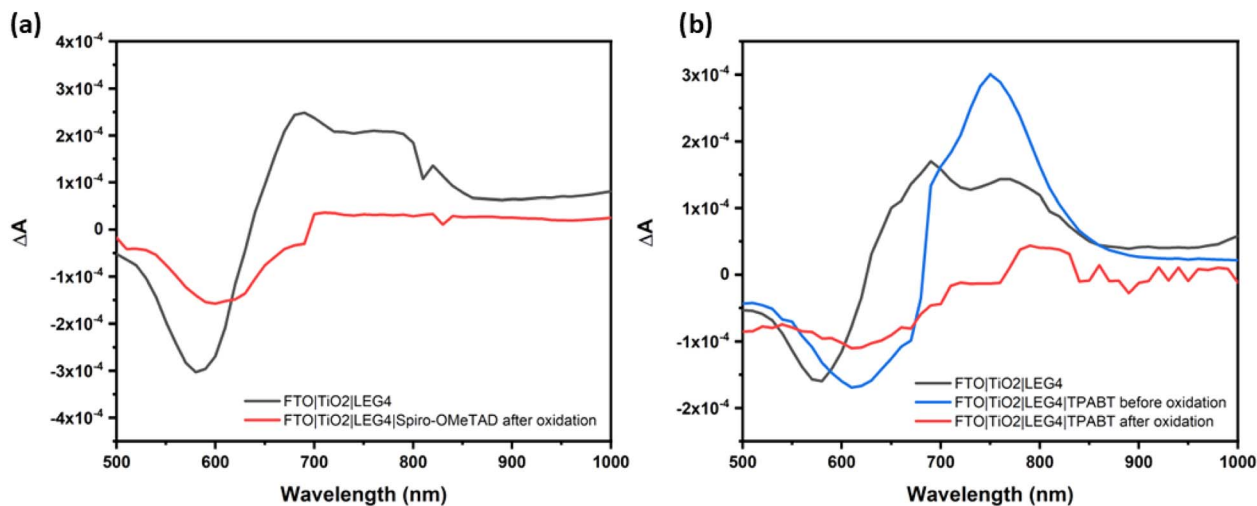 (a)
4x10⁻⁴
3x10⁻⁴
2x10⁻⁴
1x10⁻⁴
0
-1x10⁻⁴
-2x10⁻⁴
-3x10⁻⁴
-4x10⁻⁴
ΔA
FTO|TiO2|LEG4
FTO|TiO2|LEG4|Spiro-OMeTAD after oxidation
500 600 700 800 900 1000
Wavelength (nm)
(b)
3x10⁻⁴
2x10⁻⁴
1x10⁻⁴
0
-1x10⁻⁴
-2x10⁻⁴
ΔA
FTO|TiO2|LEG4
FTO|TiO2|LEG4|TPABT before oxidation
FTO|TiO2|LEG4|TPABT after oxidation
500 600 700 800 900 1000
Wavelength (nm)